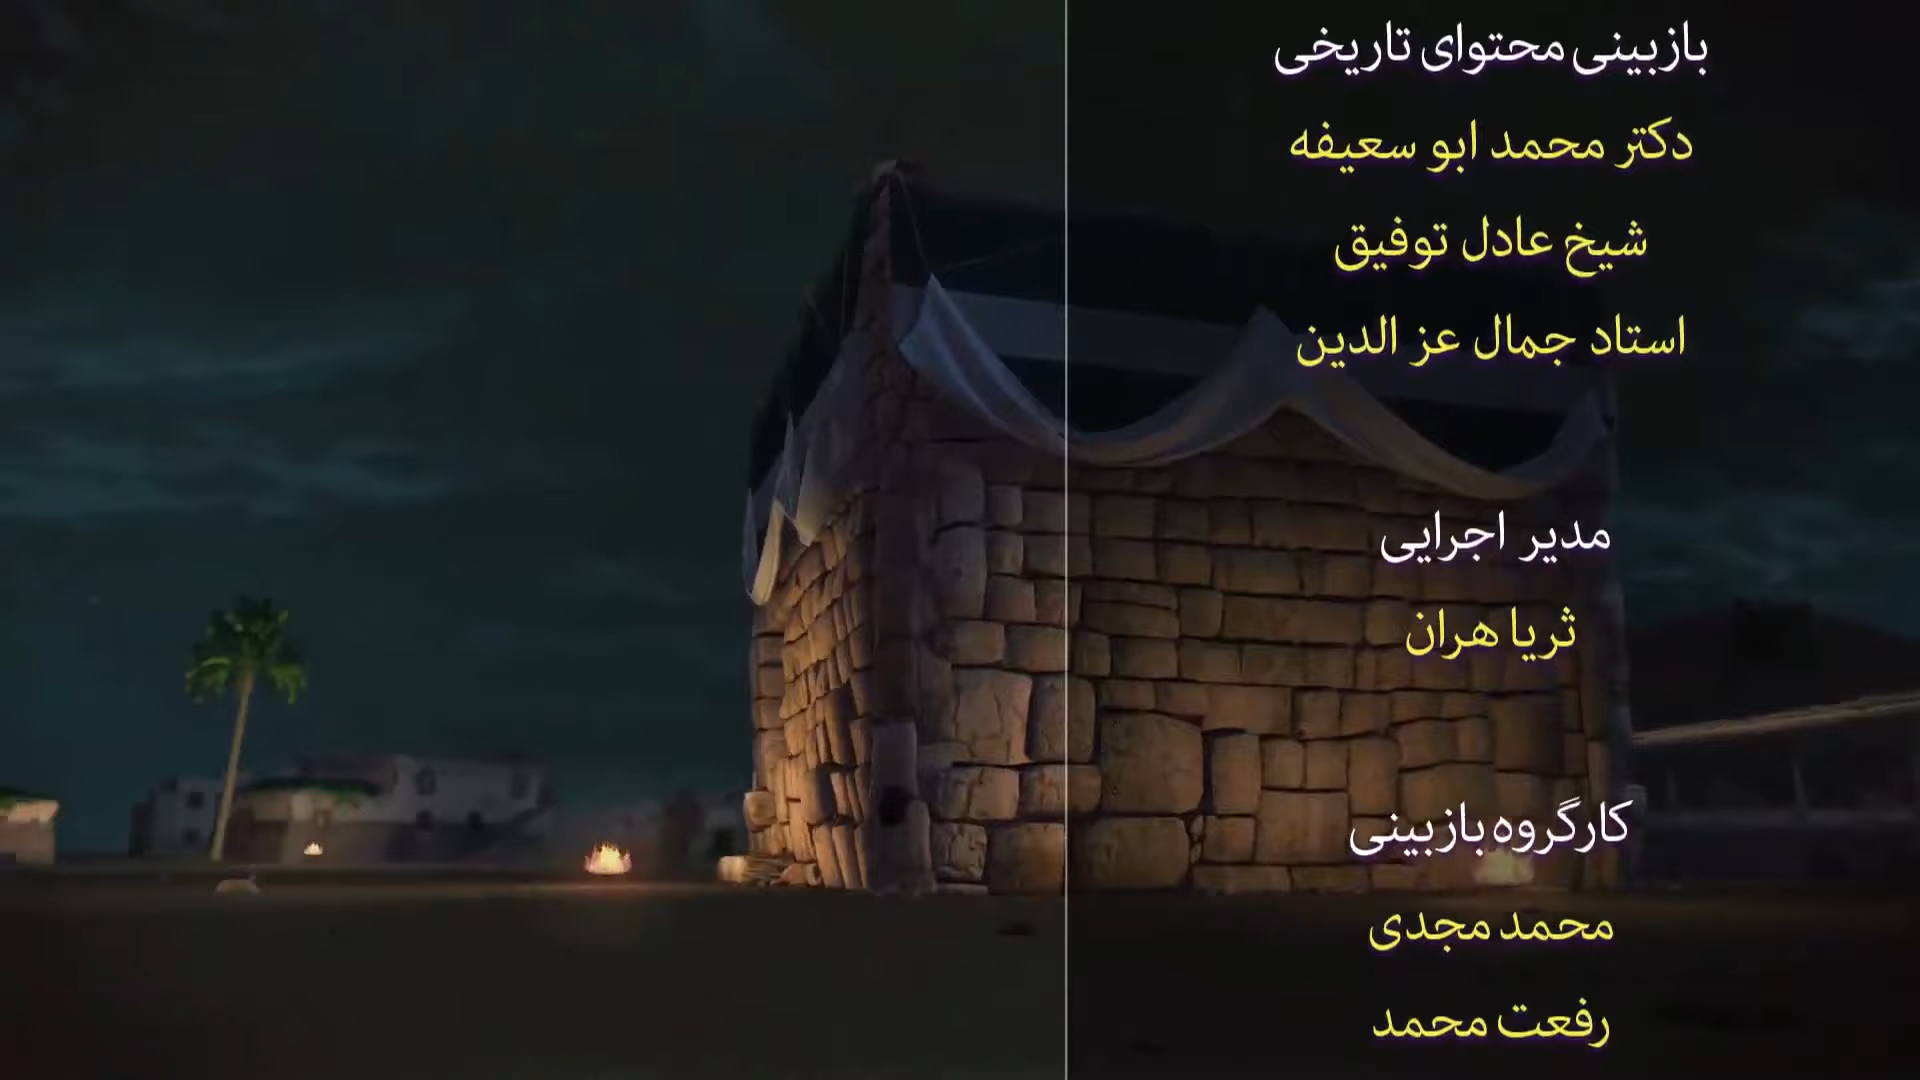 بازبینی محتوای تاریخی
دکتر محمد ابو سعیفه
شیخ عادل توفیق
استاد جمال عز الدین
مدیر اجرایی
ثریا هران
کارگروه بازبینی
محمد مجدی
رفعت محمد